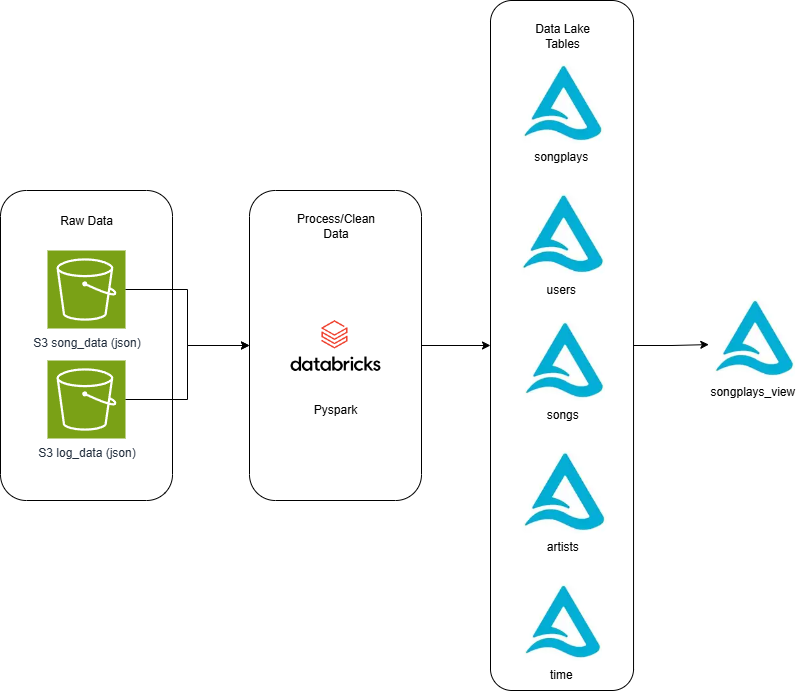 Raw Data
S3 song_data (json)
S3 log_data (json)
Process/Clean
Data
databricks
Pyspark
Data Lake
Tables
songplays
users
songs
artists
time
songplays_view